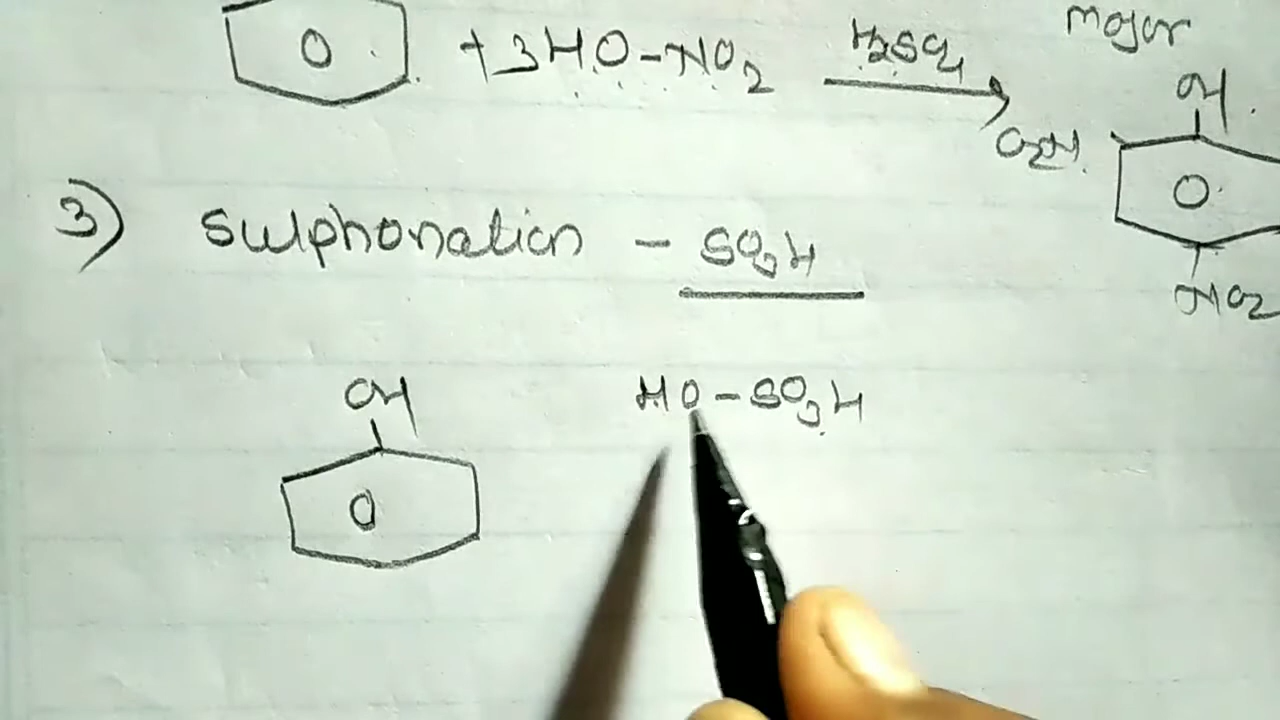 major
+ 3HO-NO2 H2SO4
OH
O2N
3) Sulphonation - SO3H
NO2
OH HO-SO3H